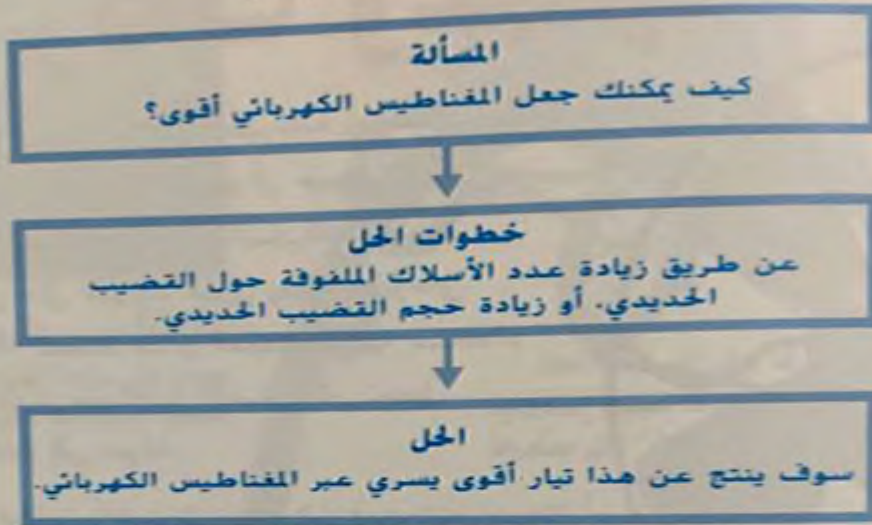 المسألة
كيف يمكنك جعل المغناطيس الكهربائي أقوى؟
خطوات الحل
عن طريق زيادة عدد الأسلاك الملفوفة حول القضيب
الحديدي. أو زيادة حجم القضيب الحديدي.
الحل
سوف ينتج عن هذا تيار أقوى يسري عبر المغناطيس الكهربائي.